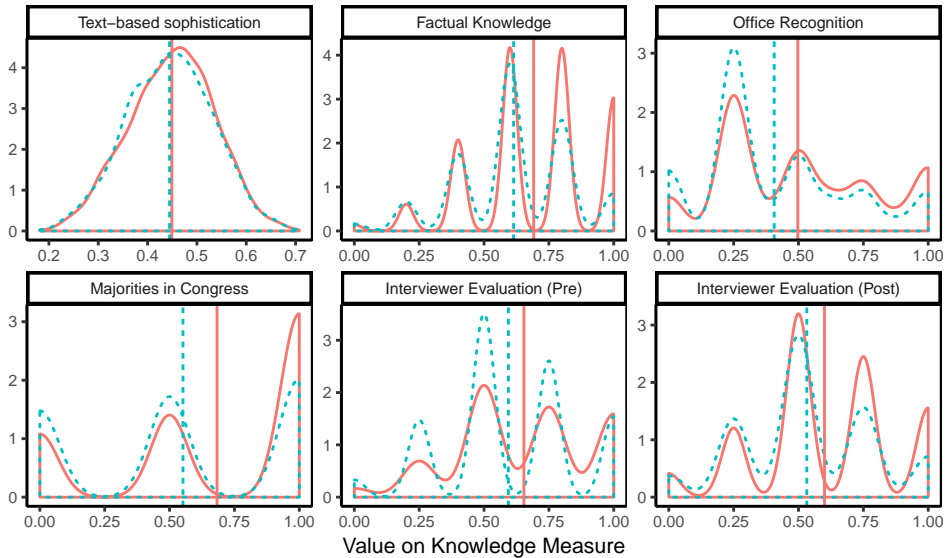 Text–based sophistication
Factual Knowledge
Office Recognition
4
3
2
1
0
0.2 0.3 0.4 0.5 0.6 0.7
4
3
2
1
0
0.00 0.25 0.50 0.75 1.00
3
2
1
0
0.00 0.25 0.50 0.75 1.00
Majorities in Congress
Interviewer Evaluation (Pre)
Interviewer Evaluation (Post)
3
2
1
0
0.00 0.25 0.50 0.75 1.00
3
2
1
0
0.00 0.25 0.50 0.75 1.00
3
2
1
0
0.00 0.25 0.50 0.75 1.00
Value on Knowledge Measure